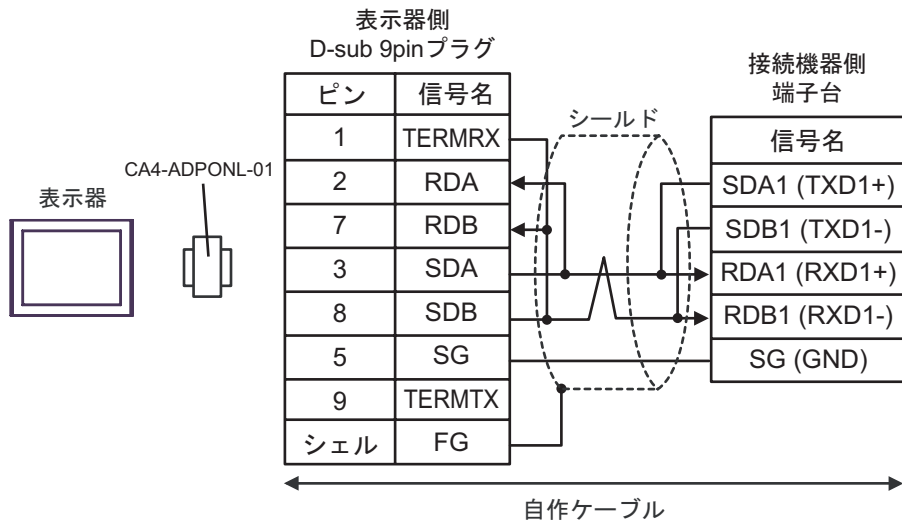 表示器側
D-sub 9pinプラグ
接続機器側
端子台
ピン 信号名
シールド
信号名
1 TERMRX
CA4-ADPONL-01
表示器
2 RDA
SDA1 (TXD1+)
7 RDB
SDB1 (TXD1-)
3 SDA
RDA1 (RXD1+)
8 SDB
RDB1 (RXD1-)
5 SG
SG (GND)
9 TERMTX
シェル FG
自作ケーブル